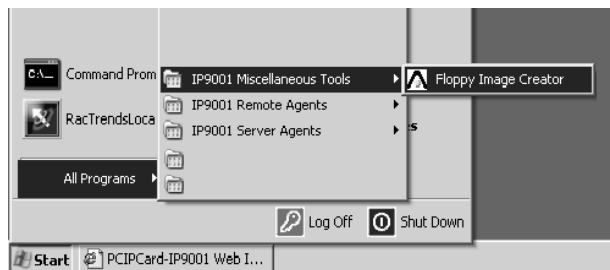 C:\_ Command Prom
IP9001 Miscellaneous Tools
Floppy Image Creator
IP9001 Remote Agents
RacTrendsLoca
IP9001 Server Agents
All Programs
Log Off
Shut Down
Start
PCIPCard-IP9001 Web I...